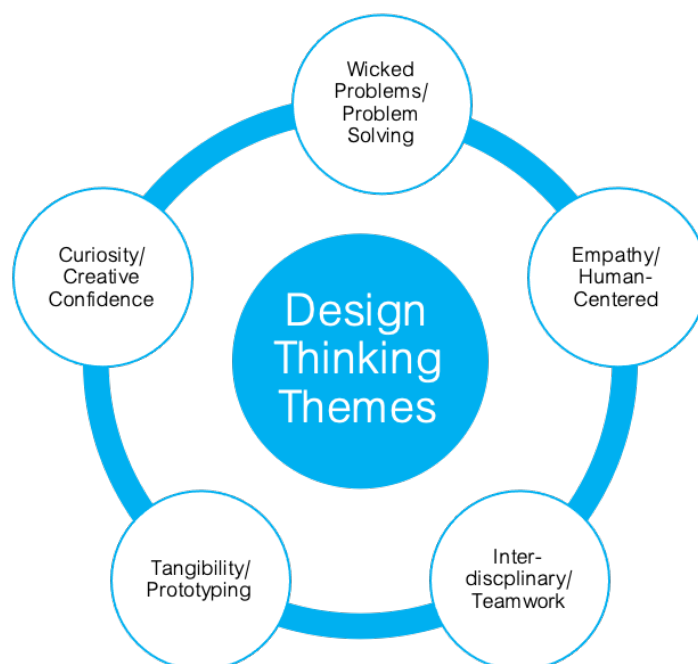 Wicked
Problems/
Problem
Solving
Curiosity/
Creative
Confidence
Empathy/
Human-
Centered
Design
Thinking
Themes
Tangibility/
Prototyping
Inter-
discplinary/
Teamwork